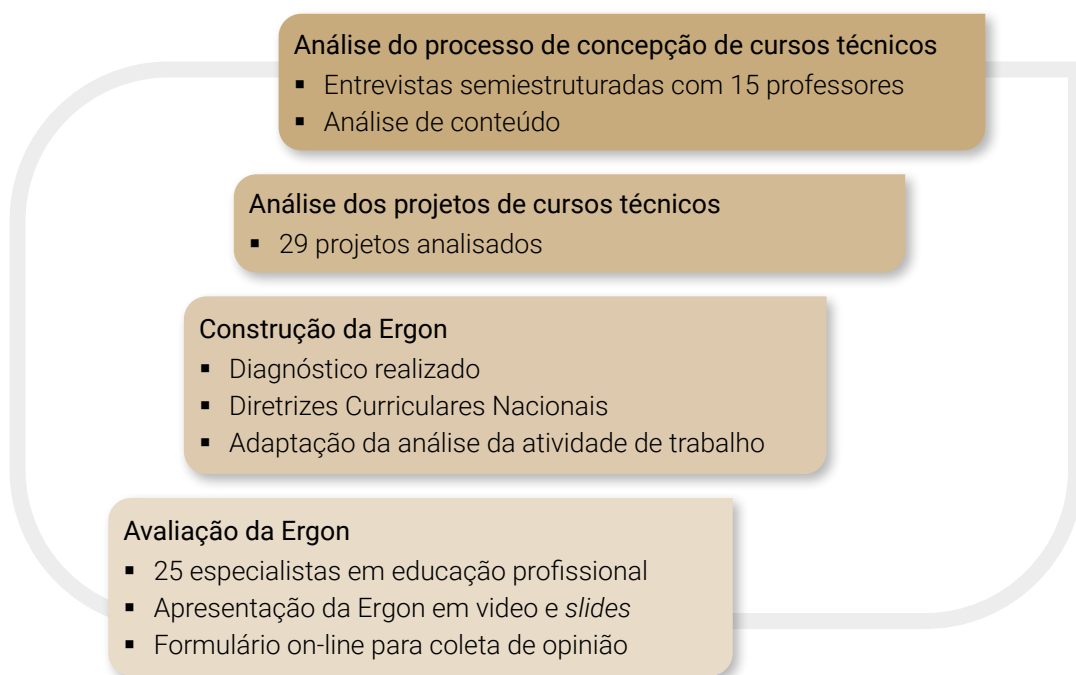 Análise do processo de concepção de cursos técnicos
▪ Entrevistas semiestruturadas com 15 professores
▪ Análise de conteúdo
Análise dos projetos de cursos técnicos
▪ 29 projetos analisados
Construção da Ergon
▪ Diagnóstico realizado
▪ Diretrizes Curriculares Nacionais
▪ Adaptação da análise da atividade de trabalho
Avaliação da Ergon
▪ 25 especialistas em educação profissional
▪ Apresentação da Ergon em video e slides
▪ Formulário on-line para coleta de opinião